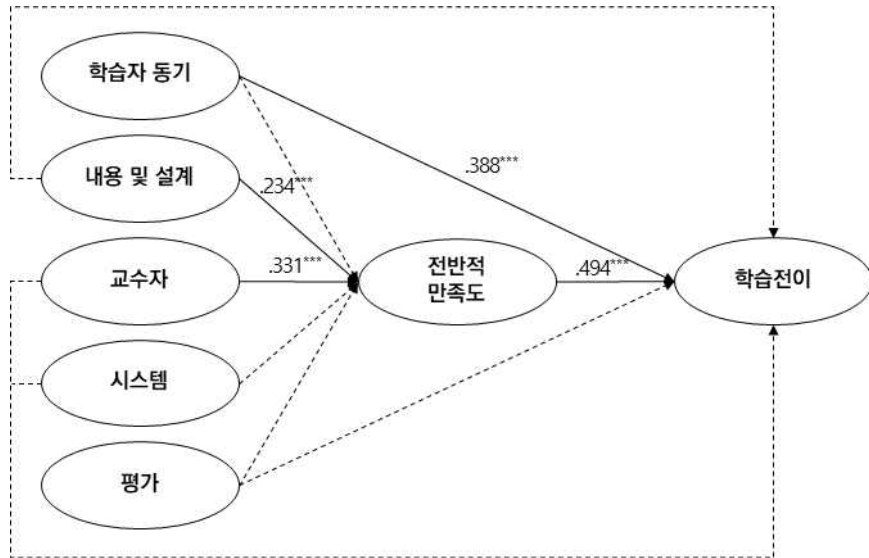 학습자 동기
.388***
내용 및 설계
.234***
교수자
.331***
전반적
만족도
.494***
학습전이
시스템
평가